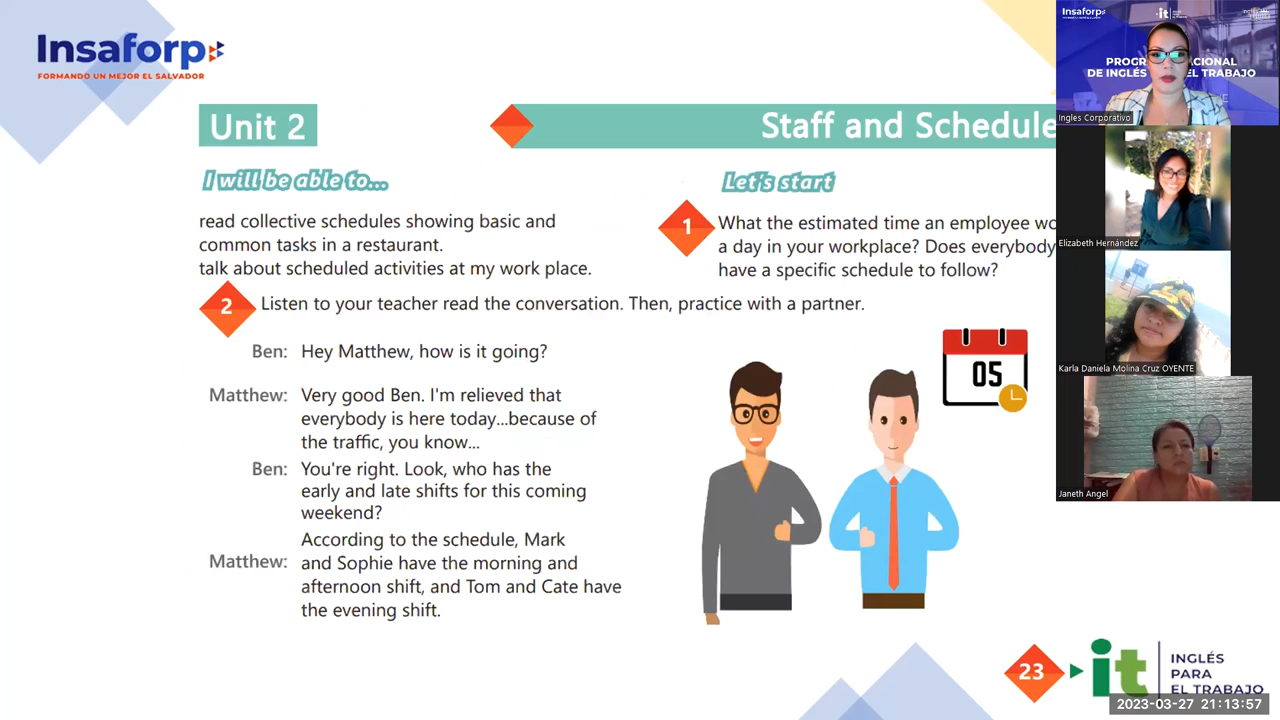 Insaforp
FORMANDO UN MEJOR EL SALVADOR
Unit 2
Staff and Schedule
I will be able to...
read collective schedules showing basic and
common tasks in a restaurant.
talk about scheduled activities at my work place.
Let's start
1
What the estimated time an employee wo
a day in your workplace? Does everybody
have a specific schedule to follow?
2
Listen to your teacher read the conversation. Then, practice with a partner.
Ben: Hey Matthew, how is it going?
Matthew: Very good Ben. I'm relieved that
everybody is here today...because of
the traffic, you know...
Ben: You're right. Look, who has the
early and late shifts for this coming
weekend?
According to the schedule, Mark
Matthew: and Sophie have the morning and
afternoon shift, and Tom and Cate have
the evening shift.
05
23
it
INGLÉS
PARA
EL TRABAJO
2023-03-27 21:13:57
Insaforp
it
PROGR ACIONAL
DE INGLÉS EL TRABAJO
Ingles Corporativo
Elizabeth Hernández
Karla Daniela Molina Cruz OYENTE
Janeth Angel